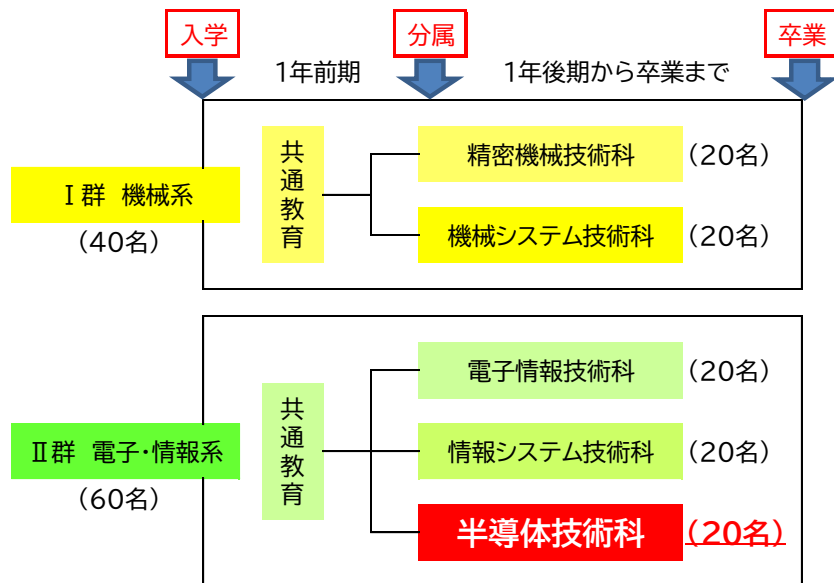 入学
分属
卒業
1年前期
1年後期から卒業まで
Ⅰ群 機械系
(40名)
共通教育
精密機械技術科 (20名)
機械システム技術科 (20名)
Ⅱ群 電子・情報系
(60名)
共通教育
電子情報技術科 (20名)
情報システム技術科 (20名)
半導体技術科 (20名)